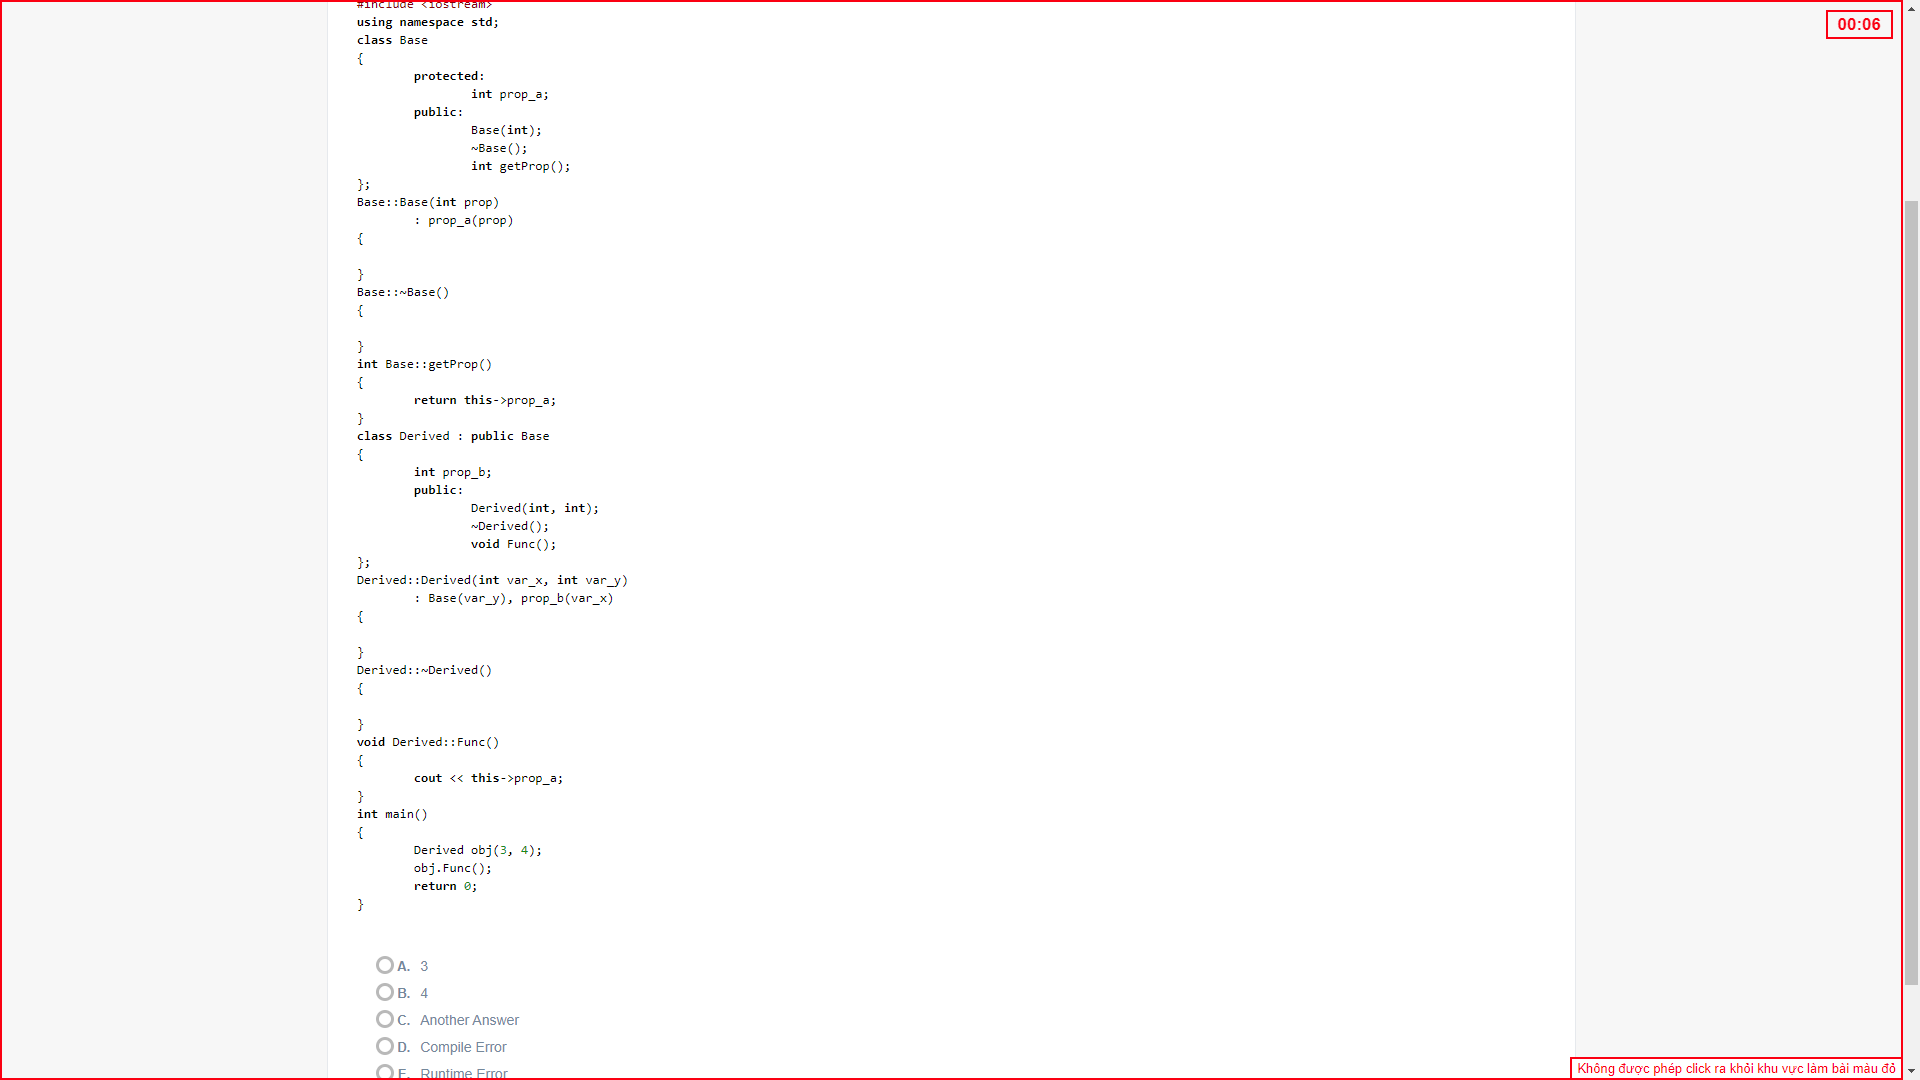 #include <iostream>
using namespace std;
class Base
{
protected:
int prop_a;
public:
Base(int);
~Base();
int getProp();
};
Base::Base(int prop)
: prop_a(prop)
{
}
Base::~Base()
{
}
int Base::getProp()
{
return this->prop_a;
}
class Derived : public Base
{
int prop_b;
public:
Derived(int, int);
~Derived();
void Func();
};
Derived::Derived(int var_x, int var_y)
: Base(var_y), prop_b(var_x)
{
}
Derived::~Derived()
{
}
void Derived::Func()
{
cout << this->prop_a;
}
int main()
{
Derived obj(3, 4);
obj.Func();
return 0;
}
A. 3
B. 4
C. Another Answer
D. Compile Error
E. Runtime Error
00:06
Không được phép click ra khỏi khu vực làm bài màu đỏ